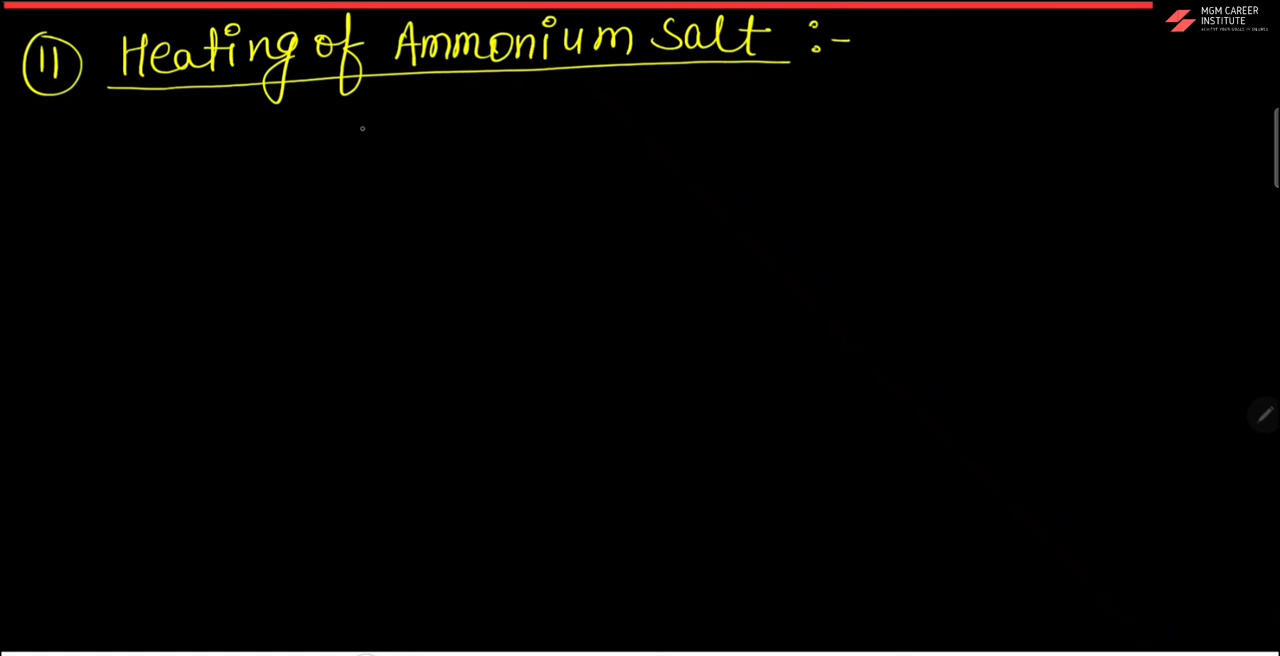 MGM CAREER
INSTITUTE
(11) Heating of Ammonium Salt :-